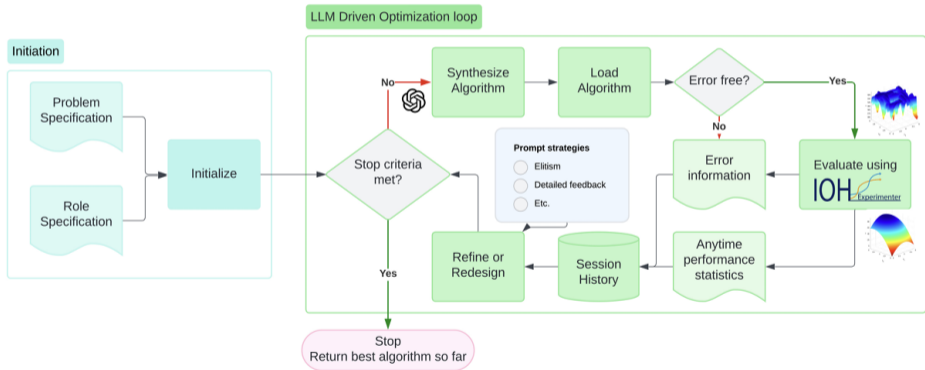 LLM Driven Optimization loop
Initiation
Problem
Specification
Role
Specification
Initialize
Stop criteria
met?
No
Synthesize
Algorithm
Load
Algorithm
Error free?
Yes
No
Error
information
Evaluate using
IOH
Experimenter
Prompt strategies
Elitism
Detailed feedback
Etc.
Refine or
Redesign
Session
History
Anytime
performance
statistics
Yes
Stop
Return best algorithm so far